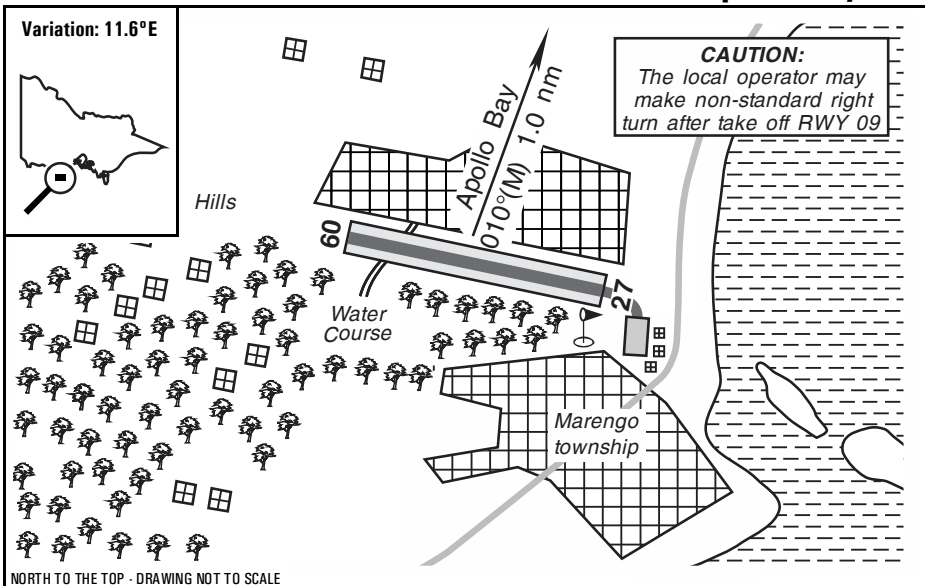 Variation: 11.6°E
CAUTION:
The local operator may
make non-standard right
turn after take off RWY 09
Apollo Bay
010°(M) 1.0 nm
Hills
09
27
Water
Course
Marengo
township
NORTH TO THE TOP - DRAWING NOT TO SCALE